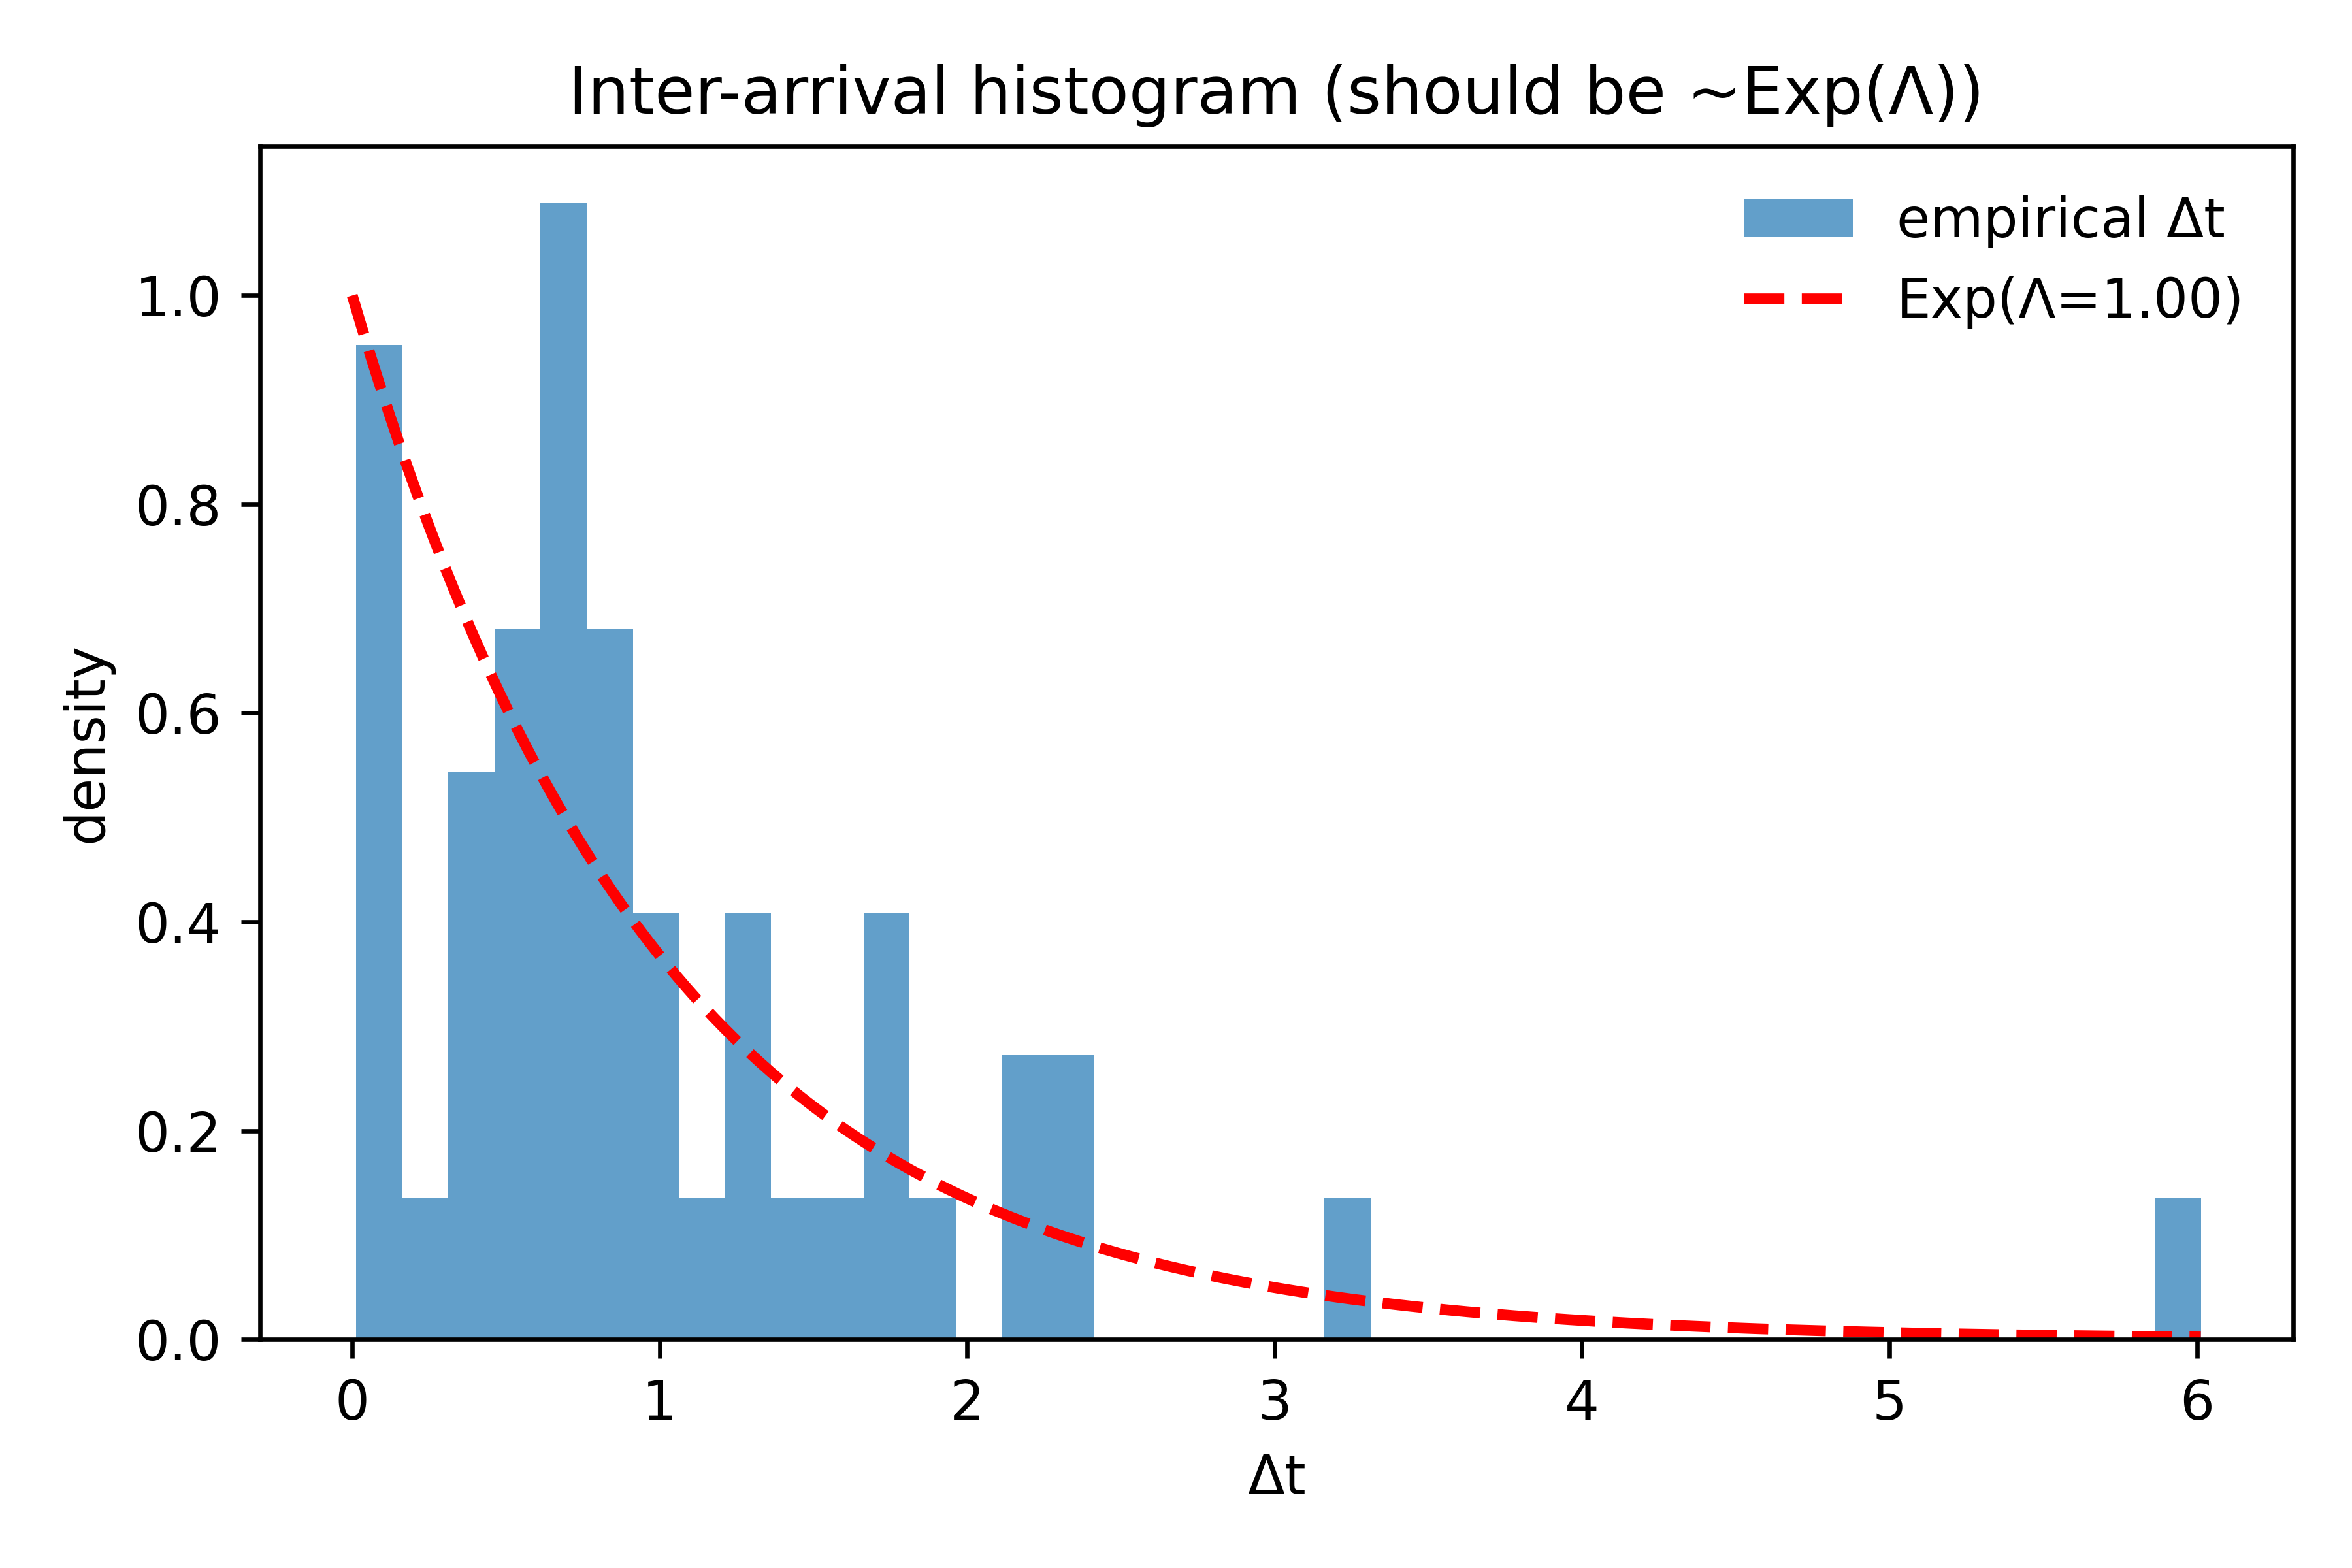 Inter-arrival histogram (should be ~Exp(Λ))
empirical Δt
Exp(Λ=1.00)
density
1.0
0.8
0.6
0.4
0.2
0.0
0 1 2 3 4 5 6
Δt